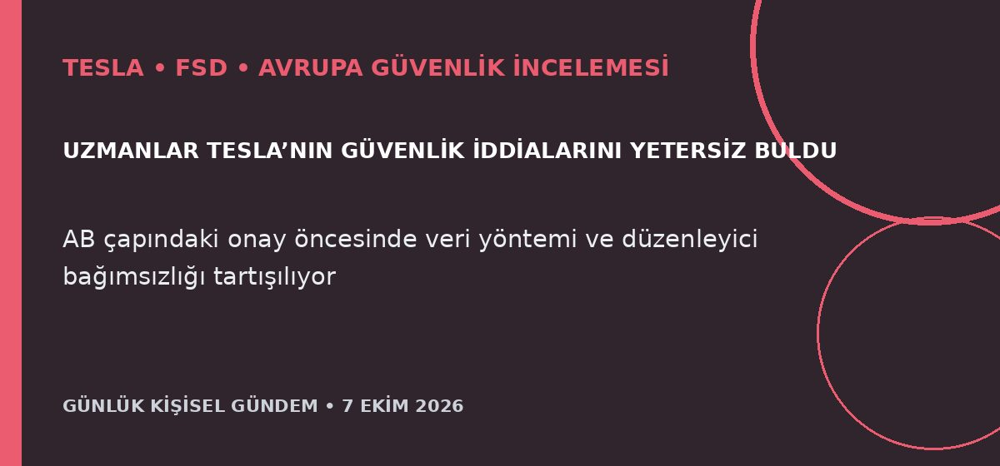 TESLA • FSD • AVRUPA GÜVENLİK İNCELEMESİ
UZMANLAR TESLA’NIN GÜVENLİK İDDİALARINI YETERSİZ BULDU
AB çapındaki onay öncesinde veri yöntemi ve düzenleyici
bağımsızlığı tartışılıyor
GÜNLÜK KİŞİSEL GÜNDEM • 7 EKİM 2026